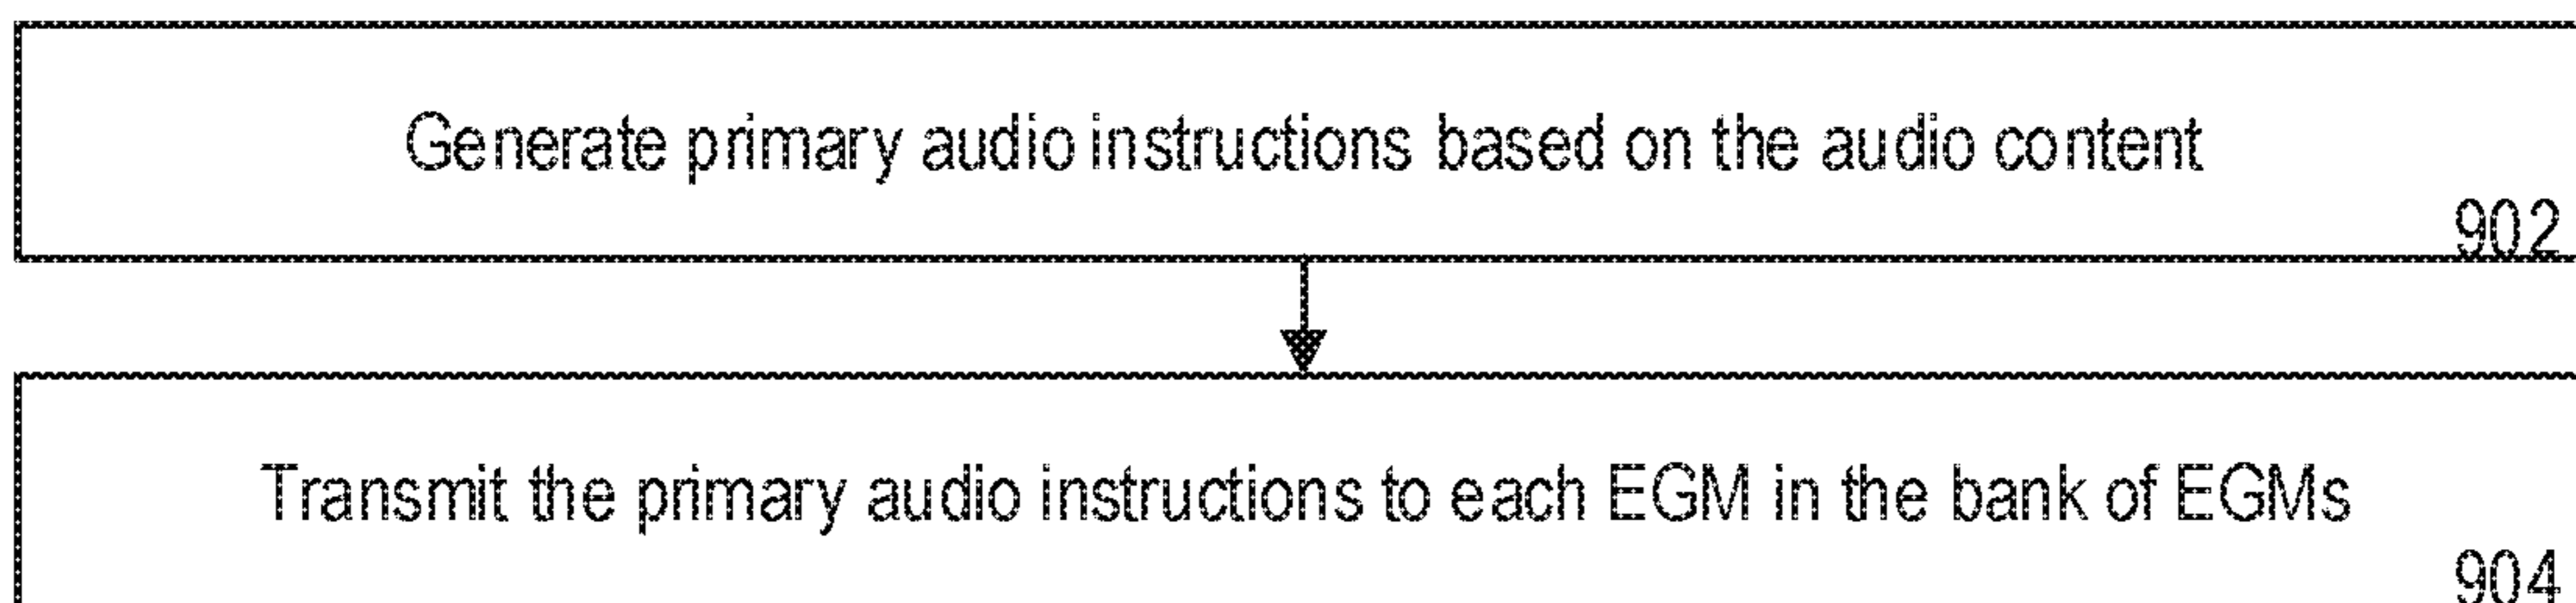 Generate primary audio instructions based on the audio content
902
Transmit the primary audio instructions to each EGM in the bank of EGMs
904